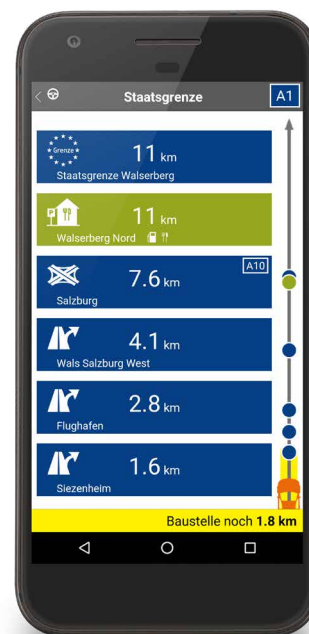 Staatsgrenze
A1
Grenze
11 km
Staatsgrenze Walserberg
P
11 km
Walserberg Nord
A10
7.6 km
Salzburg
4.1 km
Wals Salzburg West
2.8 km
Flughafen
1.6 km
Siezenheim
Baustelle noch 1.8 km